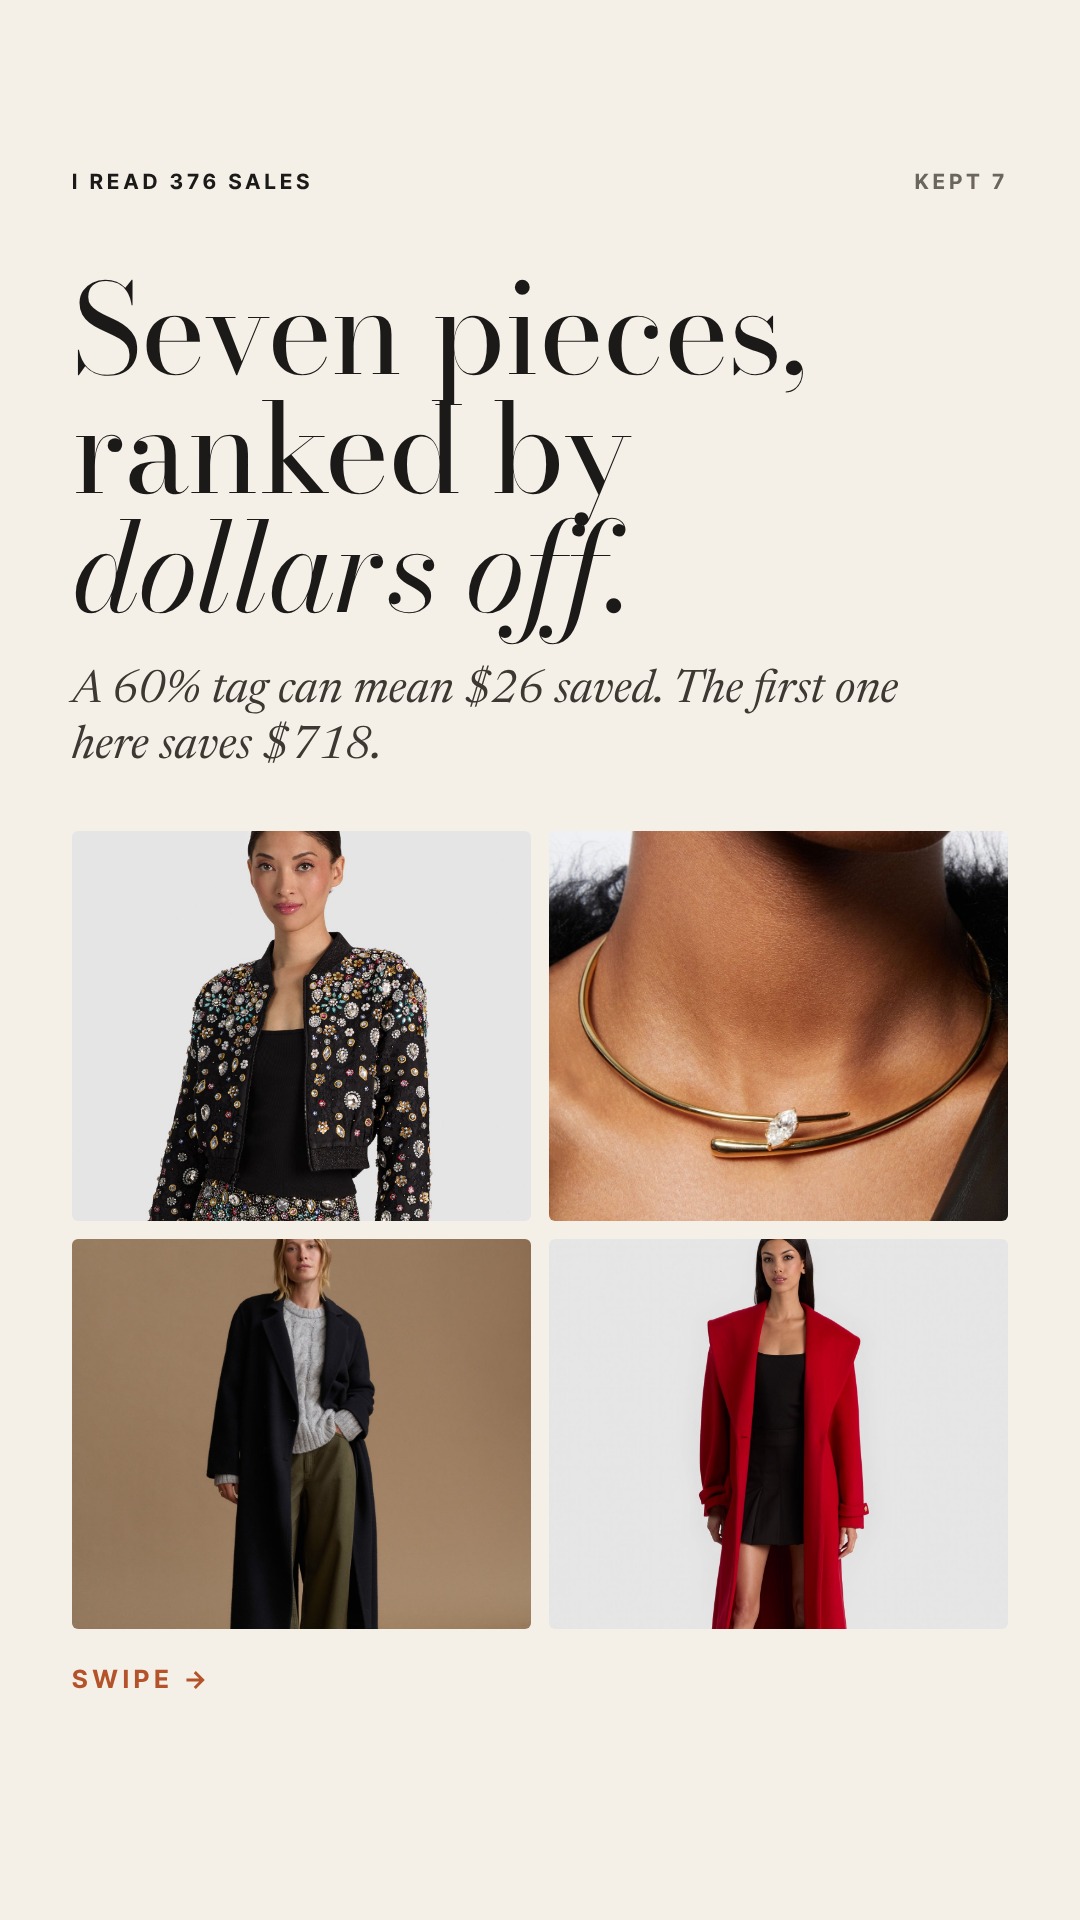 I READ 376 SALES
KEPT 7
Seven pieces,
ranked by
dollars off.
A 60% tag can mean $26 saved. The first one
here saves $718.
SWIPE →